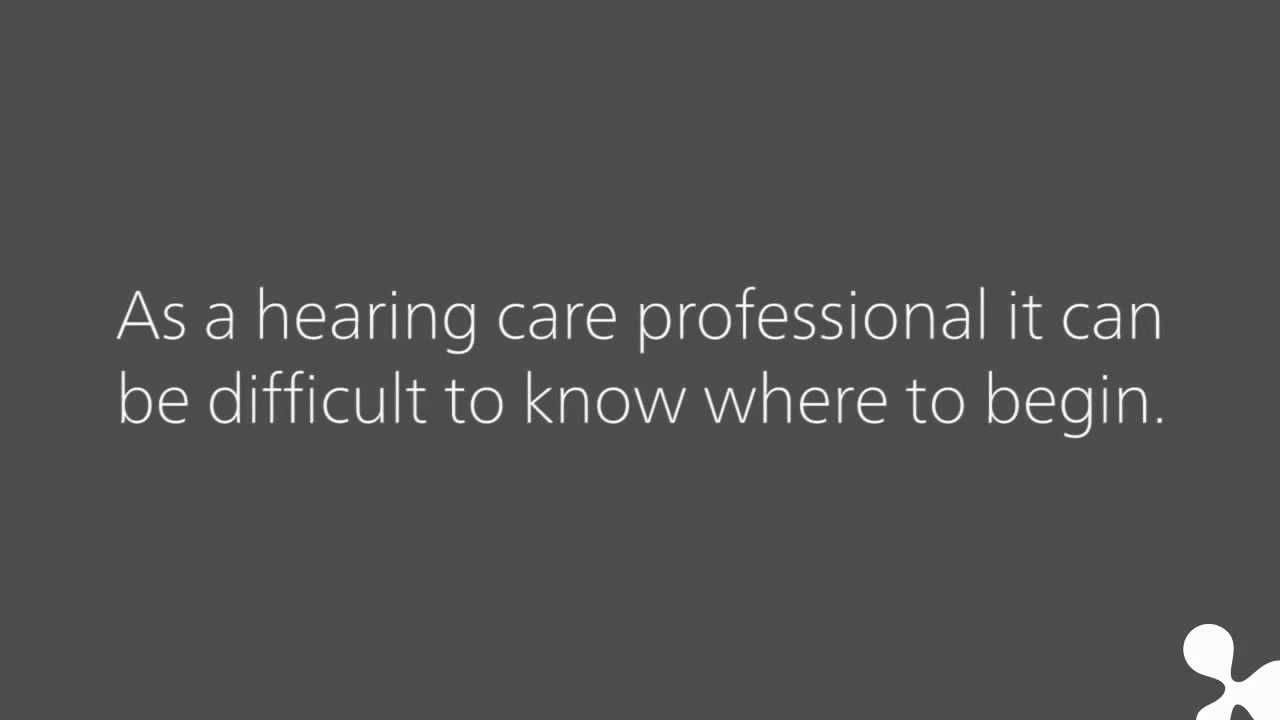 As a hearing care professional it can
be difficult to know where to begin.